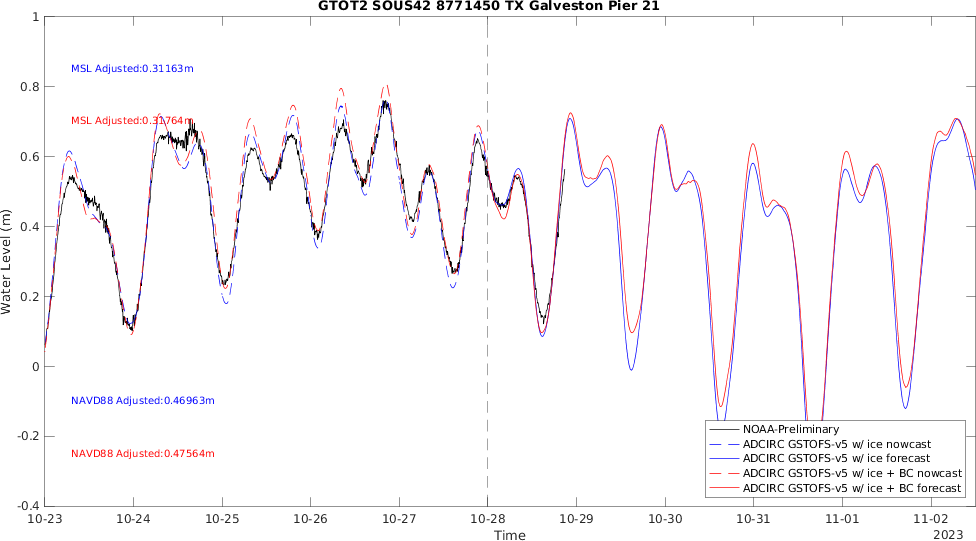 GTOT2 SOUS42 8771450 TX Galveston Pier 21
1
0.8
0.6
0.4
0.2
0
-0.2
-0.4
Water Level (m)
MSL Adjusted:0.31163m
MSL Adjusted:0.31764m
NAVD88 Adjusted:0.46963m
NAVD88 Adjusted:0.47564m
NOAA-Preliminary
ADCIRC GSTOFS-v5 w/ ice nowcast
ADCIRC GSTOFS-v5 w/ ice forecast
ADCIRC GSTOFS-v5 w/ ice + BC nowcast
ADCIRC GSTOFS-v5 w/ ice + BC forecast
10-23 10-24 10-25 10-26 10-27 10-28 10-29 10-30 10-31 11-01 11-02
Time
2023